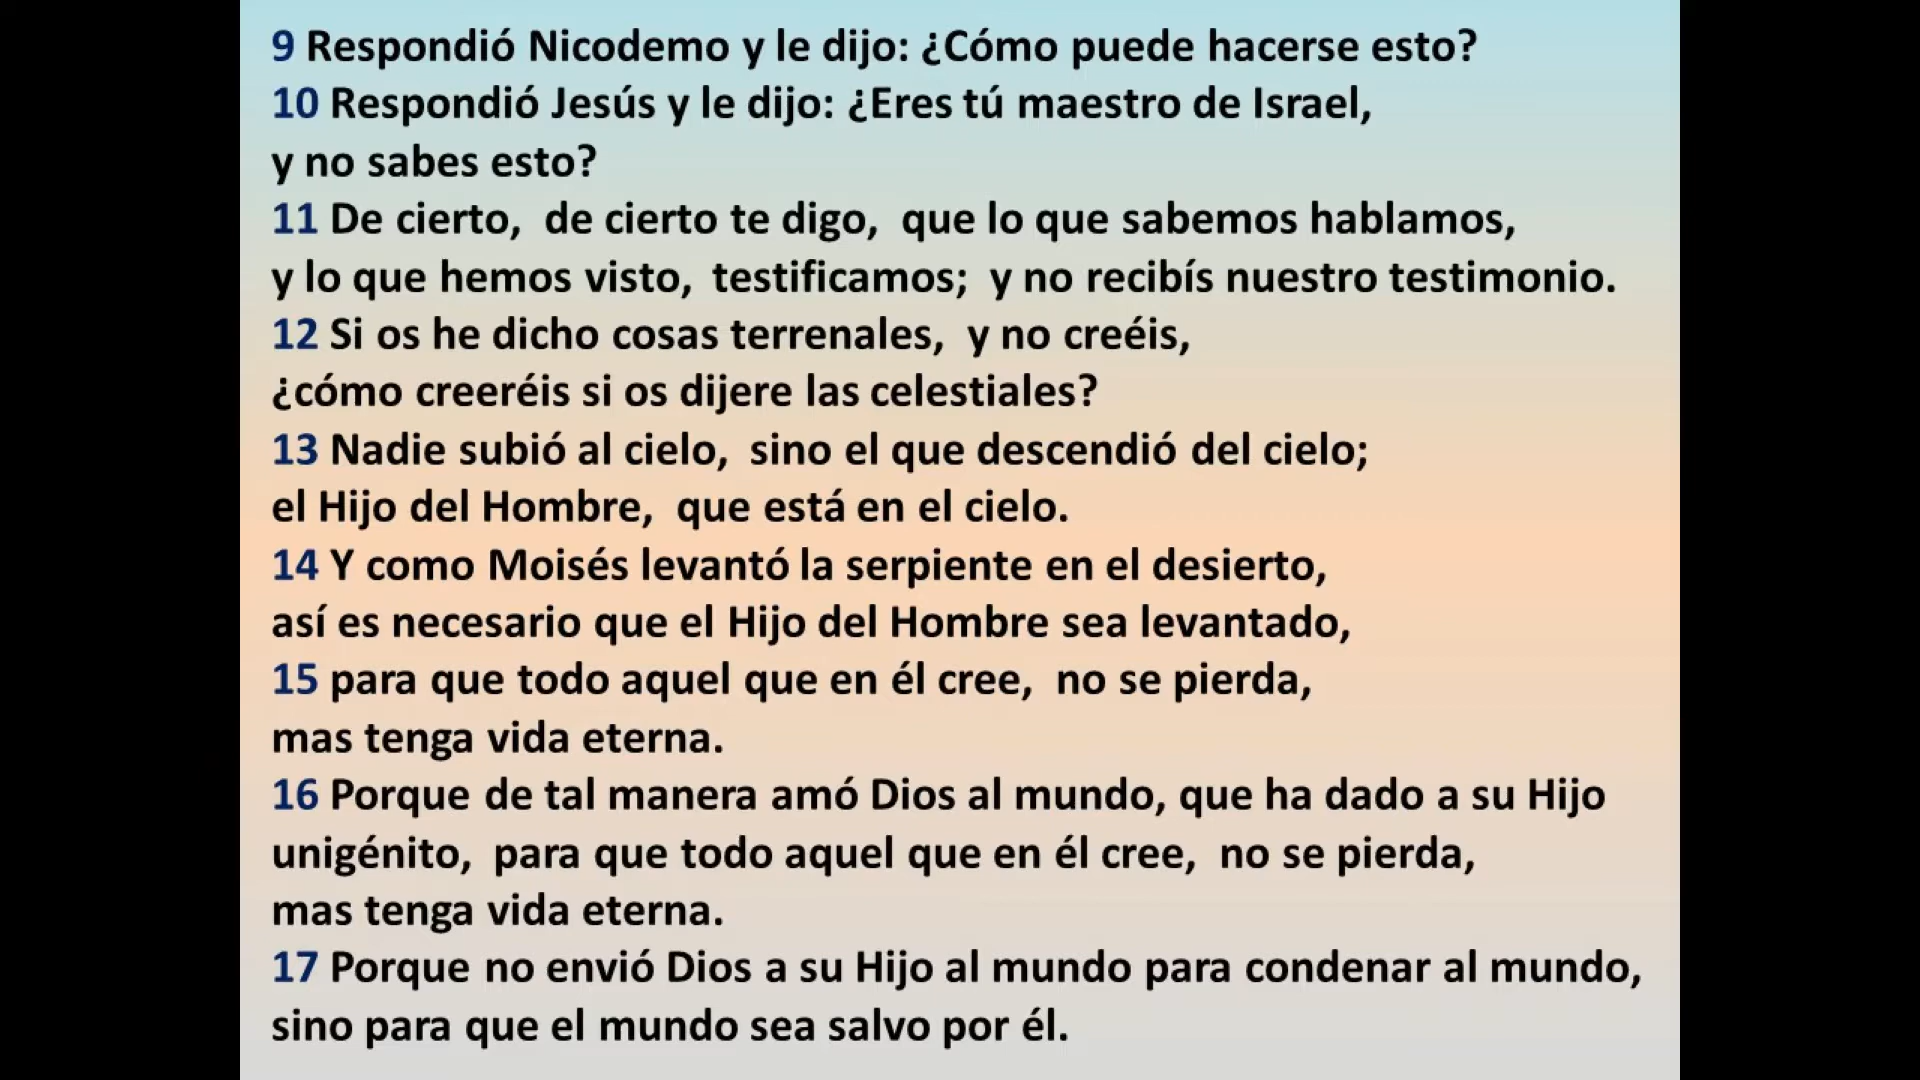 9 Respondió Nicodemo y le dijo: ¿Cómo puede hacerse esto?
10 Respondió Jesús y le dijo: ¿Eres tú maestro de Israel,
y no sabes esto?
11 De cierto, de cierto te digo, que lo que sabemos hablamos,
y lo que hemos visto, testificamos; y no recibís nuestro testimonio.
12 Si os he dicho cosas terrenales, y no creéis,
¿cómo creeréis si os dijere las celestiales?
13 Nadie subió al cielo, sino el que descendió del cielo;
el Hijo del Hombre, que está en el cielo.
14 Y como Moisés levantó la serpiente en el desierto,
así es necesario que el Hijo del Hombre sea levantado,
15 para que todo aquel que en él cree, no se pierda,
mas tenga vida eterna.
16 Porque de tal manera amó Dios al mundo, que ha dado a su Hijo
unigénito, para que todo aquel que en él cree, no se pierda,
mas tenga vida eterna.
17 Porque no envió Dios a su Hijo al mundo para condenar al mundo,
sino para que el mundo sea salvo por él.